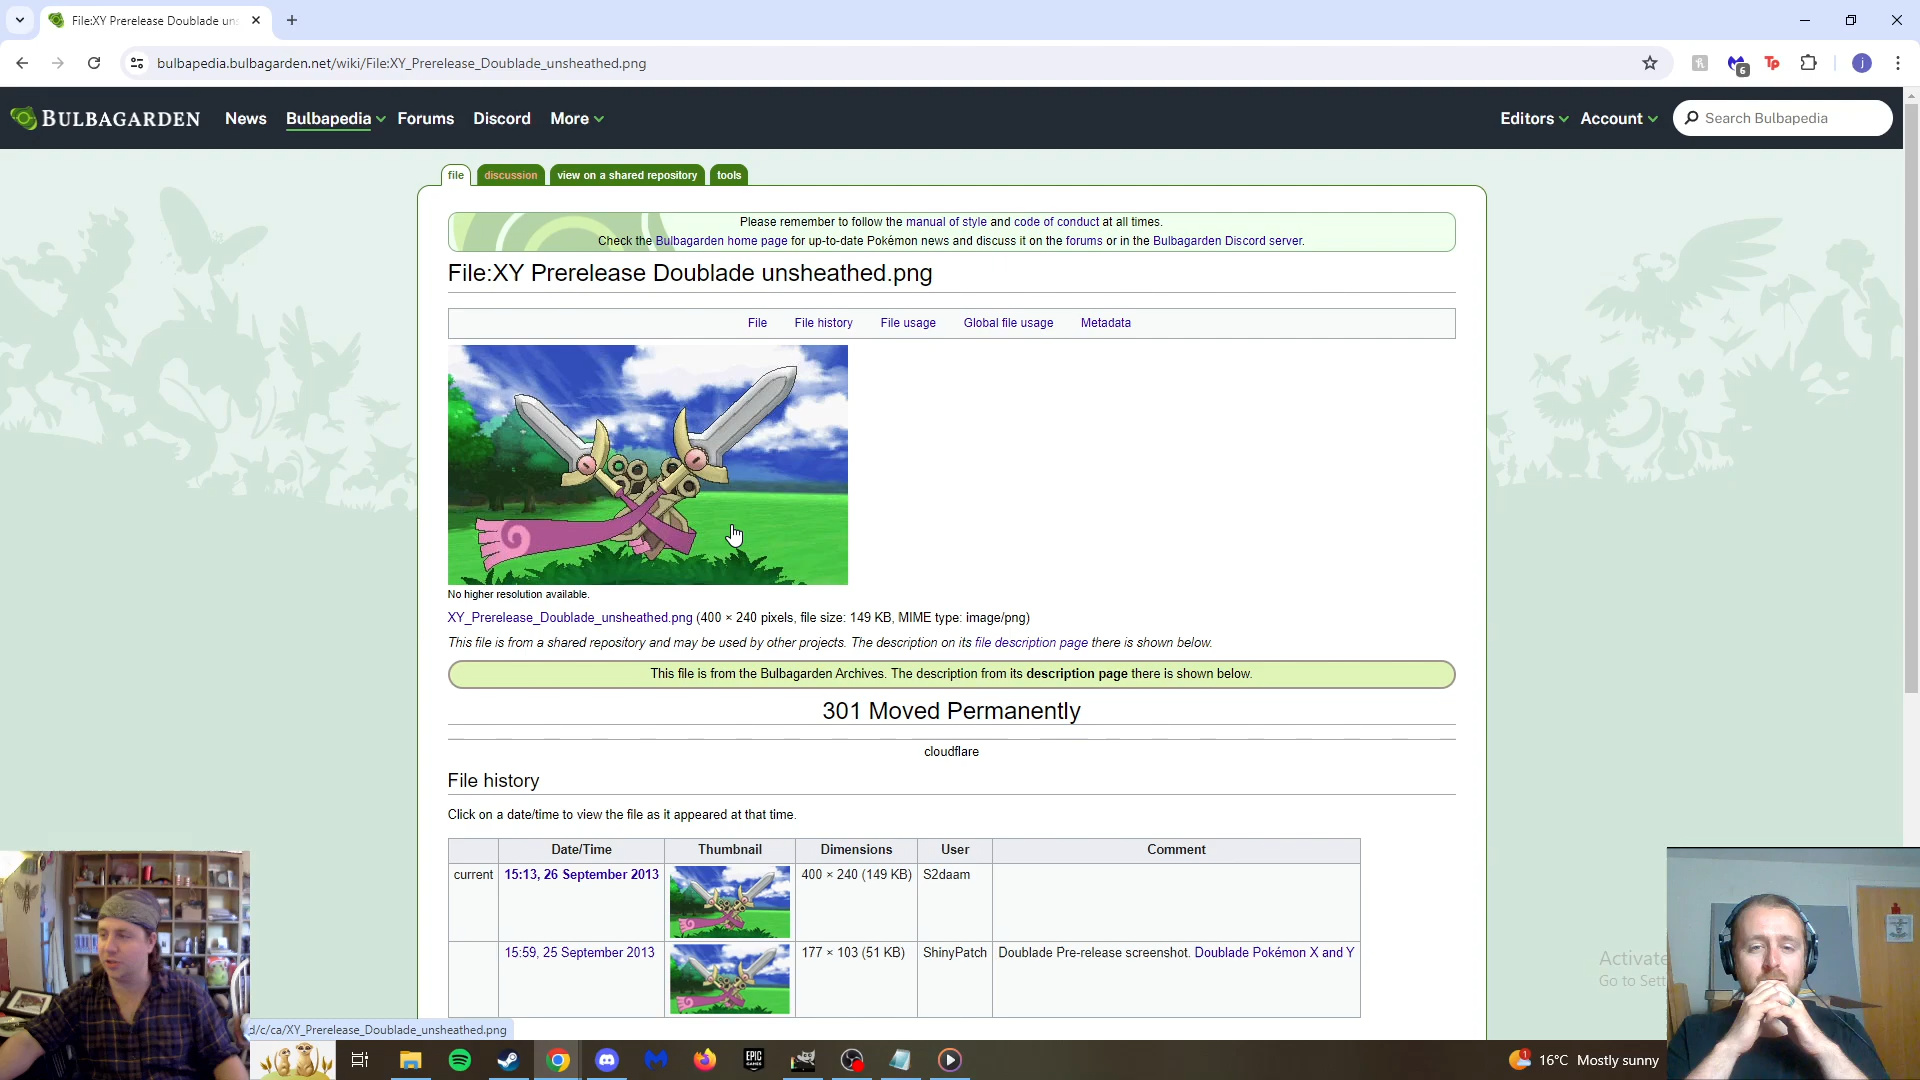 File:XY Prerelease Doublade uns
bulbapedia.bulbagarden.net/wiki/File:XY_Prerelease_Doublade_unsheathed.png
6
Tp
j
BULBAGARDEN
News
Bulbapedia
Forums
Discord
More
Editors
Account
Search Bulbapedia
file
discussion
view on a shared repository
tools
Please remember to follow the manual of style and code of conduct at all times.
Check the Bulbagarden home page for up-to-date Pokémon news and discuss it on the forums or in the Bulbagarden Discord server.
File:XY Prerelease Doublade unsheathed.png
File File history File usage Global file usage Metadata
No higher resolution available.
XY_Prerelease_Doublade_unsheathed.png (400 × 240 pixels, file size: 149 KB, MIME type: image/png)
This file is from a shared repository and may be used by other projects. The description on its file description page there is shown below.
This file is from the Bulbagarden Archives. The description from its description page there is shown below.
301 Moved Permanently
cloudflare
File history
Click on a date/time to view the file as it appeared at that time.
Date/Time Thumbnail Dimensions User Comment
current 15:13, 26 September 2013 400 × 240 (149 KB) S2daam
15:59, 25 September 2013 177 × 103 (51 KB) ShinyPatch Doublade Pre-release screenshot. Doublade Pokémon X and Y
Activate
Go to Sett
d/c/ca/XY_Prerelease_Doublade_unsheathed.png
EPIC
GAMES
1
16°C Mostly sunny